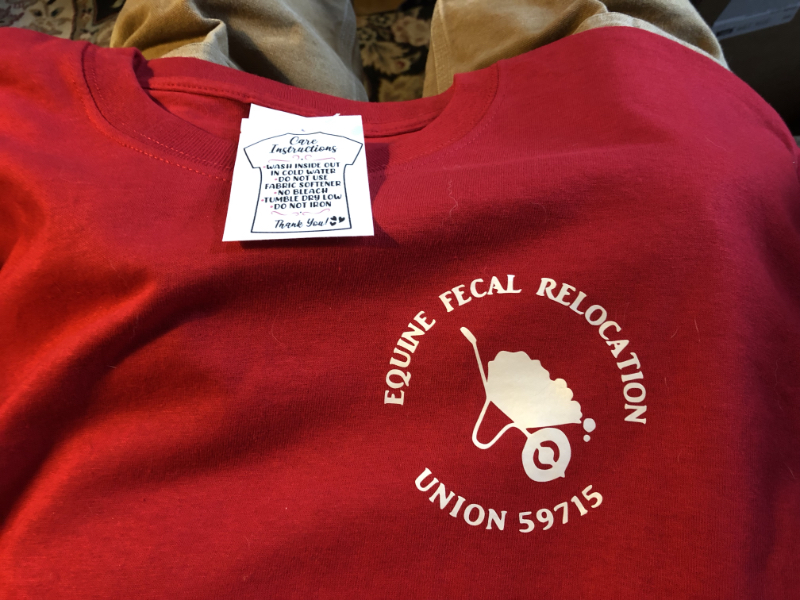 Care
Instructions
-WASH INSIDE OUT
IN COLD WATER
-DO NOT USE
FABRIC SOFTENER
-NO BLEACH
-TUMBLE DRY LOW
-DO NOT IRON
Thank You!
EQUINE FECAL RELOCATION
UNION 59715